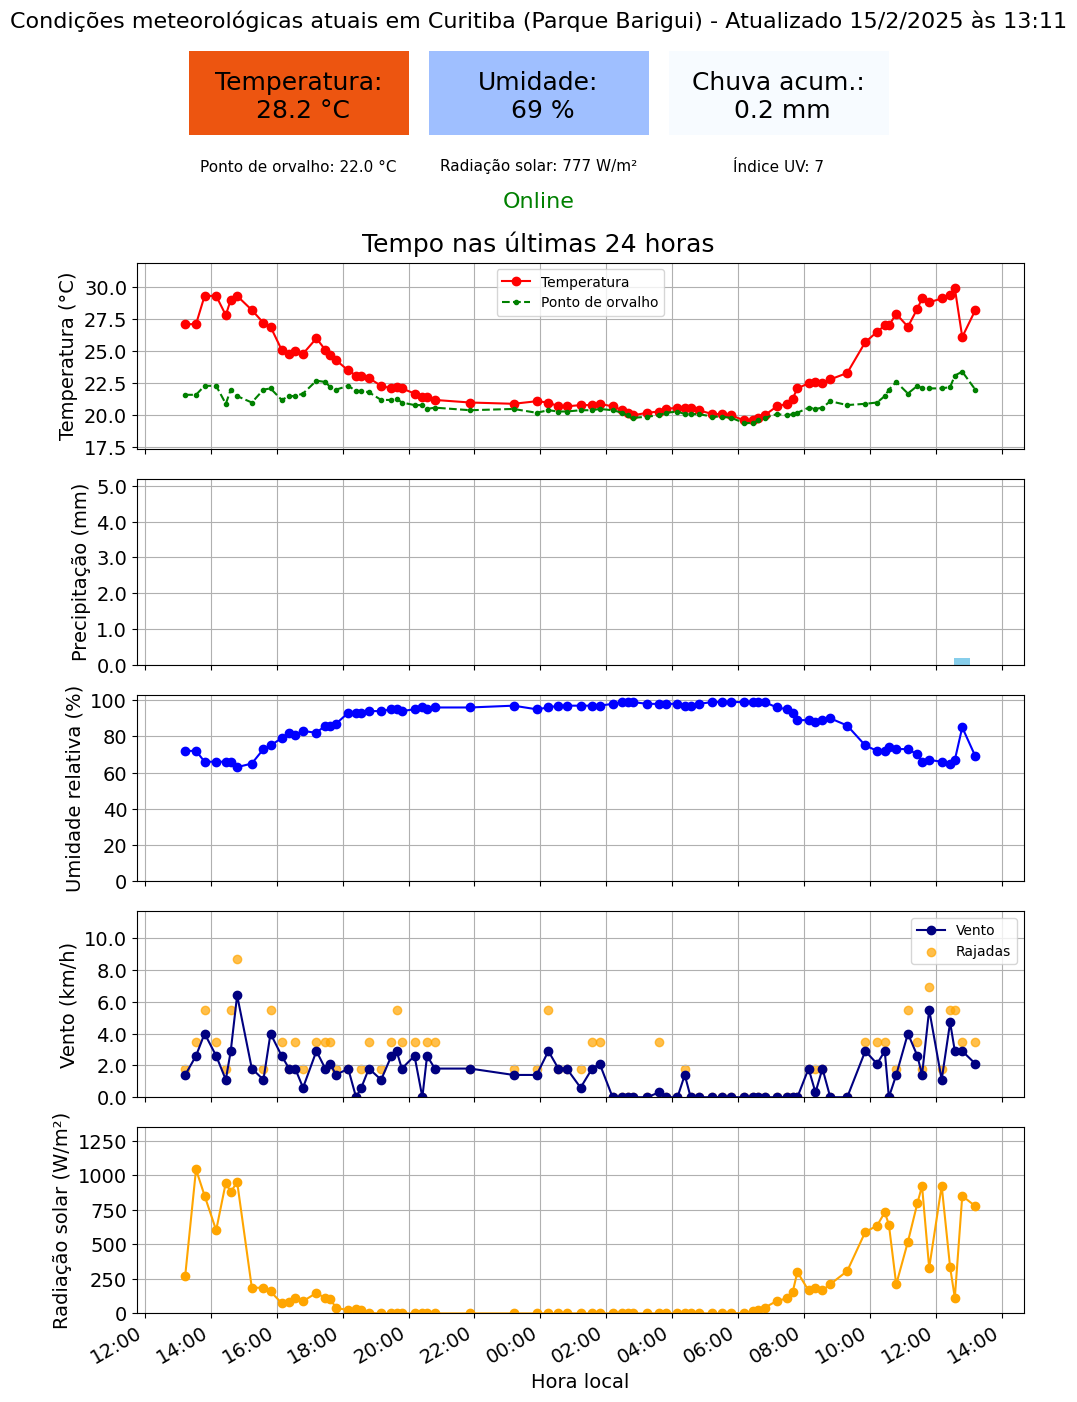 Condições meteorológicas atuais em Curitiba (Parque Barigui) - Atualizado 15/2/2025 às 13:11
Temperatura:
28.2 °C
Umidade:
69 %
Chuva acum.:
0.2 mm
Ponto de orvalho: 22.0 °C
Radiação solar: 777 W/m²
Índice UV: 7
Online
Tempo nas últimas 24 horas
Temperatura (°C)
30.0
27.5
25.0
22.5
20.0
17.5
Temperatura
Ponto de orvalho
Precipitação (mm)
5.0
4.0
3.0
2.0
1.0
0.0
Umidade relativa (%)
100
80
60
40
20
0
Vento (km/h)
10.0
8.0
6.0
4.0
2.0
0.0
Vento
Rajadas
Radiação solar (W/m²)
1250
1000
750
500
250
0
12:00
14:00
16:00
18:00
20:00
22:00
00:00
02:00
04:00
06:00
08:00
10:00
12:00
14:00
Hora local